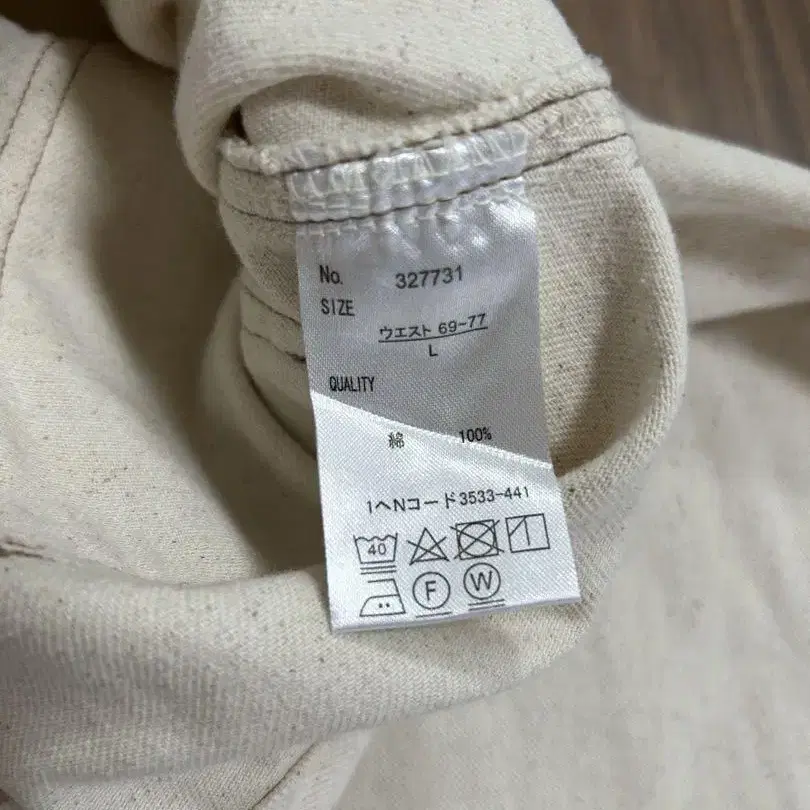 No. 327731
SIZE
ウエスト 69-77
L
QUALITY
綿 100%
1ヘNコード3533-441
40
F W